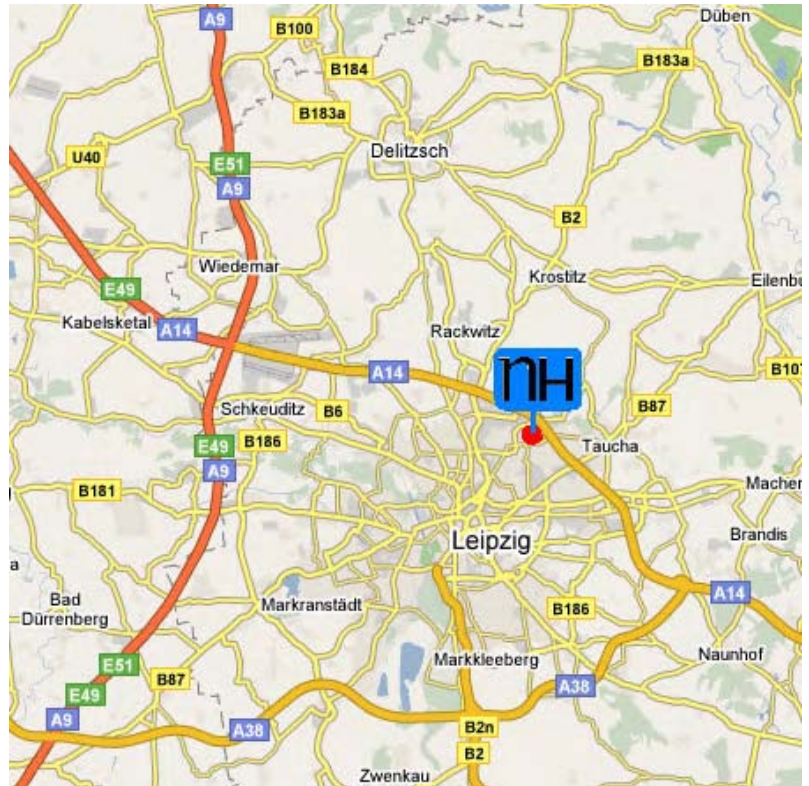 A9
B100
Düben
B184
B183a
B183a
Delitzsch
U40
E51
A9
B2
Wiedemar
Krostitz
Eilenbu
E49
Kabelsketal
A14
Rackwitz
A14
nH
B107
Schkeuditz
B6
B87
E49
B186
Taucha
A9
B181
Macher
Leipzig
Brandis
a
Bad
Dürrenberg
Markranstädt
B186
A14
E51
Markkleeberg
Naunhof
B87
A38
E49
A9
A38
B2n
B2
Zwenkau